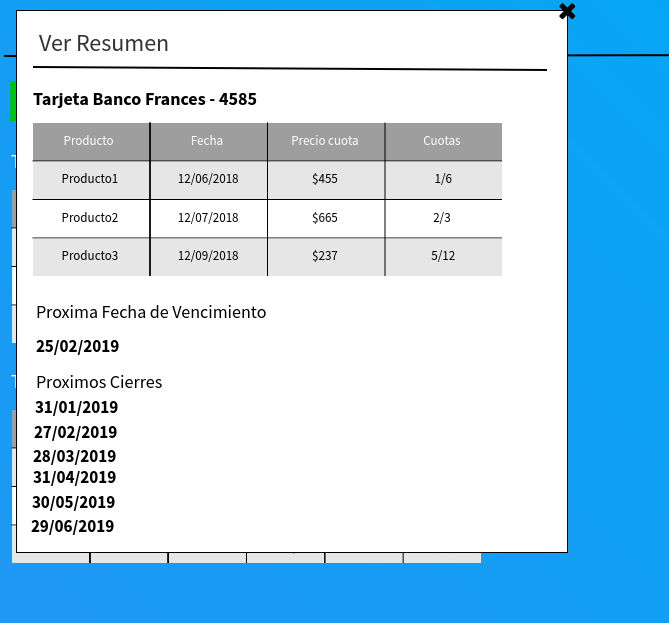 Ver Resumen
Tarjeta Banco Frances - 4585
Producto Fecha Precio cuota Cuotas
Producto1 12/06/2018 $455 1/6
Producto2 12/07/2018 $665 2/3
Producto3 12/09/2018 $237 5/12
Proxima Fecha de Vencimiento
25/02/2019
Proximos Cierres
31/01/2019
27/02/2019
28/03/2019
31/04/2019
30/05/2019
29/06/2019